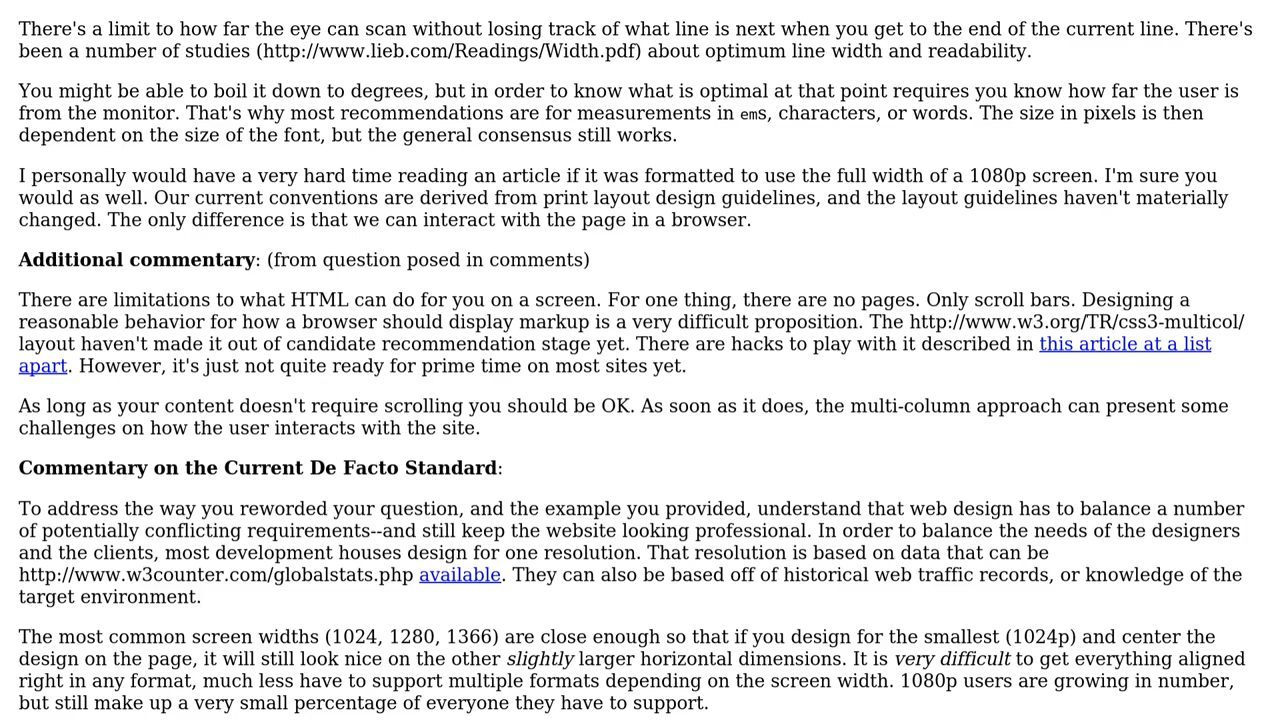 There's a limit to how far the eye can scan without losing track of what line is next when you get to the end of the current line. There's
been a number of studies (http://www.lieb.com/Readings/Width.pdf) about optimum line width and readability.
You might be able to boil it down to degrees, but in order to know what is optimal at that point requires you know how far the user is
from the monitor. That's why most recommendations are for measurements in ems, characters, or words. The size in pixels is then
dependent on the size of the font, but the general consensus still works.
I personally would have a very hard time reading an article if it was formatted to use the full width of a 1080p screen. I'm sure you
would as well. Our current conventions are derived from print layout design guidelines, and the layout guidelines haven't materially
changed. The only difference is that we can interact with the page in a browser.
Additional commentary: (from question posed in comments)
There are limitations to what HTML can do for you on a screen. For one thing, there are no pages. Only scroll bars. Designing a
reasonable behavior for how a browser should display markup is a very difficult proposition. The http://www.w3.org/TR/css3-multicol/
layout haven't made it out of candidate recommendation stage yet. There are hacks to play with it described in this article at a list
apart. However, it's just not quite ready for prime time on most sites yet.
As long as your content doesn't require scrolling you should be OK. As soon as it does, the multi-column approach can present some
challenges on how the user interacts with the site.
Commentary on the Current De Facto Standard:
To address the way you reworded your question, and the example you provided, understand that web design has to balance a number
of potentially conflicting requirements--and still keep the website looking professional. In order to balance the needs of the designers
and the clients, most development houses design for one resolution. That resolution is based on data that can be
http://www.w3counter.com/globalstats.php available. They can also be based off of historical web traffic records, or knowledge of the
target environment.
The most common screen widths (1024, 1280, 1366) are close enough so that if you design for the smallest (1024p) and center the
design on the page, it will still look nice on the other slightly larger horizontal dimensions. It is very difficult to get everything aligned
right in any format, much less have to support multiple formats depending on the screen width. 1080p users are growing in number,
but still make up a very small percentage of everyone they have to support.